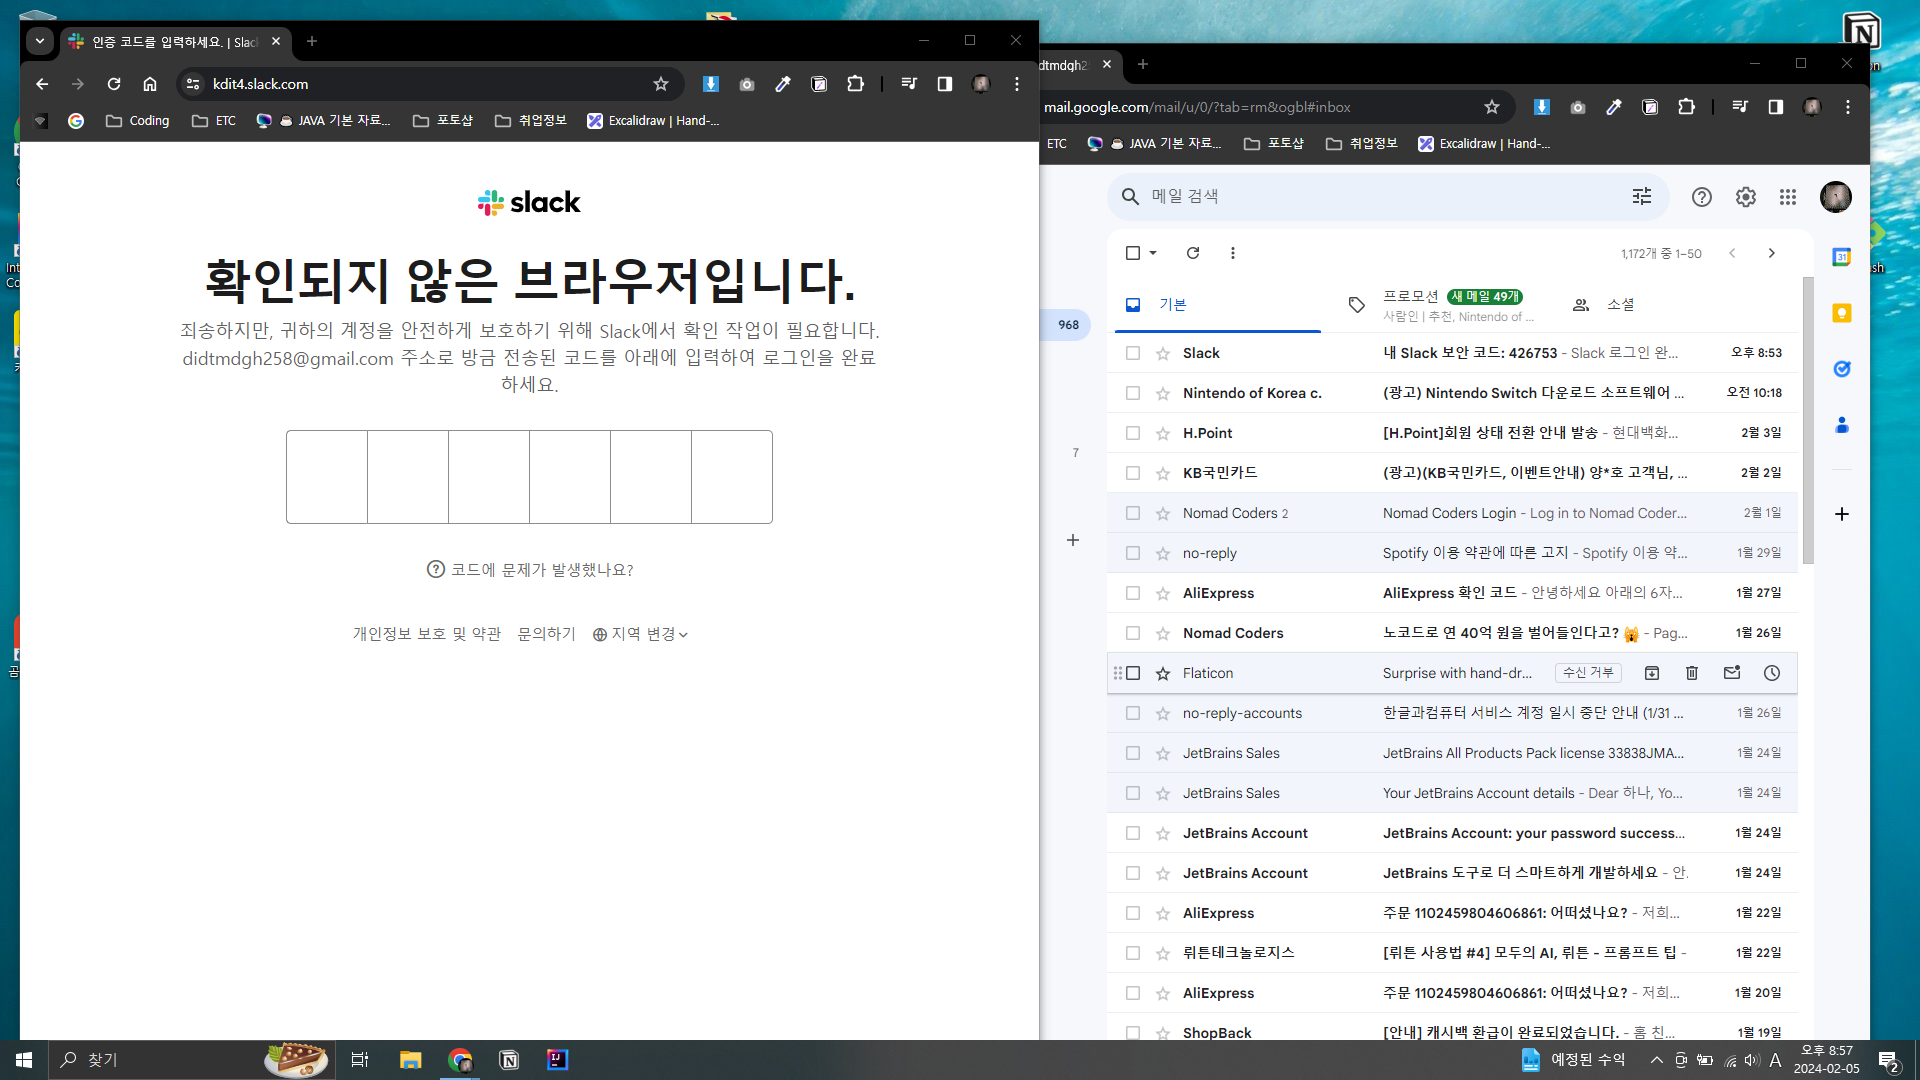 인증 코드를 입력하세요. | Slac
kdit4.slack.com
Coding
ETC
JAVA 기본 자료...
포토샵
취업정보
Excalidraw | Hand-...
slack
확인되지 않은 브라우저입니다.
죄송하지만, 귀하의 계정을 안전하게 보호하기 위해 Slack에서 확인 작업이 필요합니다.
didtmdgh258@gmail.com 주소로 방금 전송된 코드를 아래에 입력하여 로그인을 완료
하세요.
코드에 문제가 발생했나요?
개인정보 보호 및 약관 문의하기 지역 변경
didtmdgh2
mail.google.com/mail/u/0/?tab=rm&ogbl#inbox
ETC
JAVA 기본 자료...
포토샵
취업정보
Excalidraw | Hand-...
메일 검색
1,172개 중 1–50
968
7
기본
프로모션 새 메일 49개
사람인 | 추천, Nintendo of ...
소셜
Slack 내 Slack 보안 코드: 426753 - Slack 로그인 완... 오후 8:53
Nintendo of Korea c. (광고) Nintendo Switch 다운로드 소프트웨어 ... 오전 10:18
H.Point [H.Point]회원 상태 전환 안내 발송 - 현대백화... 2월 3일
KB국민카드 (광고)(KB국민카드, 이벤트안내) 양*호 고객님, ... 2월 2일
Nomad Coders 2 Nomad Coders Login - Log in to Nomad Coder... 2월 1일
no-reply Spotify 이용 약관에 따른 고지 - Spotify 이용 약... 1월 29일
AliExpress AliExpress 확인 코드 - 안녕하세요 아래의 6자... 1월 27일
Nomad Coders 노코드로 연 40억 원을 벌어들인다고? 🙀 - Pag... 1월 26일
Flaticon Surprise with hand-dr... 수신 거부
no-reply-accounts 한글과컴퓨터 서비스 계정 일시 중단 안내 (1/31 ... 1월 26일
JetBrains Sales JetBrains All Products Pack license 33838JMA... 1월 24일
JetBrains Sales Your JetBrains Account details - Dear 하나, Yo... 1월 24일
JetBrains Account JetBrains Account: your password success... 1월 24일
JetBrains Account JetBrains 도구로 더 스마트하게 개발하세요 - 안. 1월 24일
AliExpress 주문 1102459804606861: 어떠셨나요? - 저희... 1월 22일
뤼튼테크놀로지스 [뤼튼 사용법 #4] 모두의 AI, 뤼튼 - 프롬프트 팁 - 1월 22일
AliExpress 주문 1102459804606861: 어떠셨나요? - 저희... 1월 20일
ShopBack [안내] 캐시백 환급이 완료되었습니다. - 홈 친... 1월 19일
31
찾기
예정된 수익
A
오후 8:57
2024-02-05
2